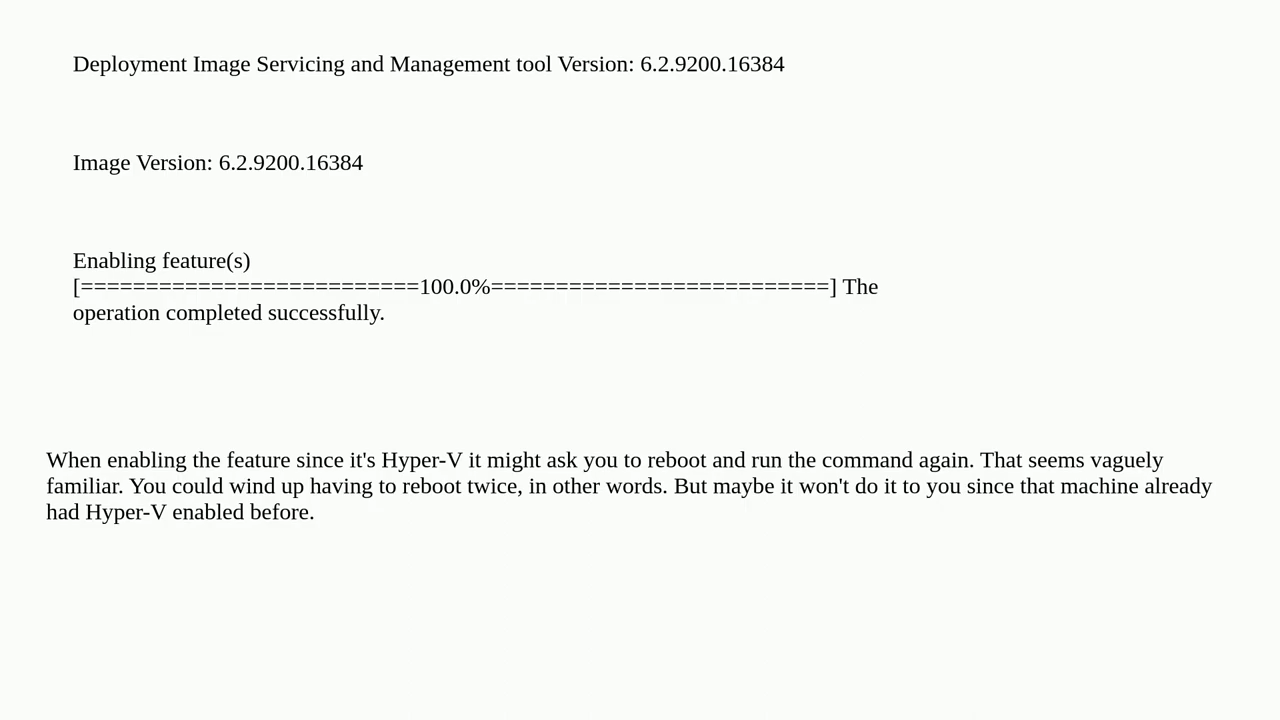 Deployment Image Servicing and Management tool Version: 6.2.9200.16384
Image Version: 6.2.9200.16384
Enabling feature(s)
[==========================100.0%==========================] The
operation completed successfully.
When enabling the feature since it's Hyper-V it might ask you to reboot and run the command again. That seems vaguely
familiar. You could wind up having to reboot twice, in other words. But maybe it won't do it to you since that machine already
had Hyper-V enabled before.